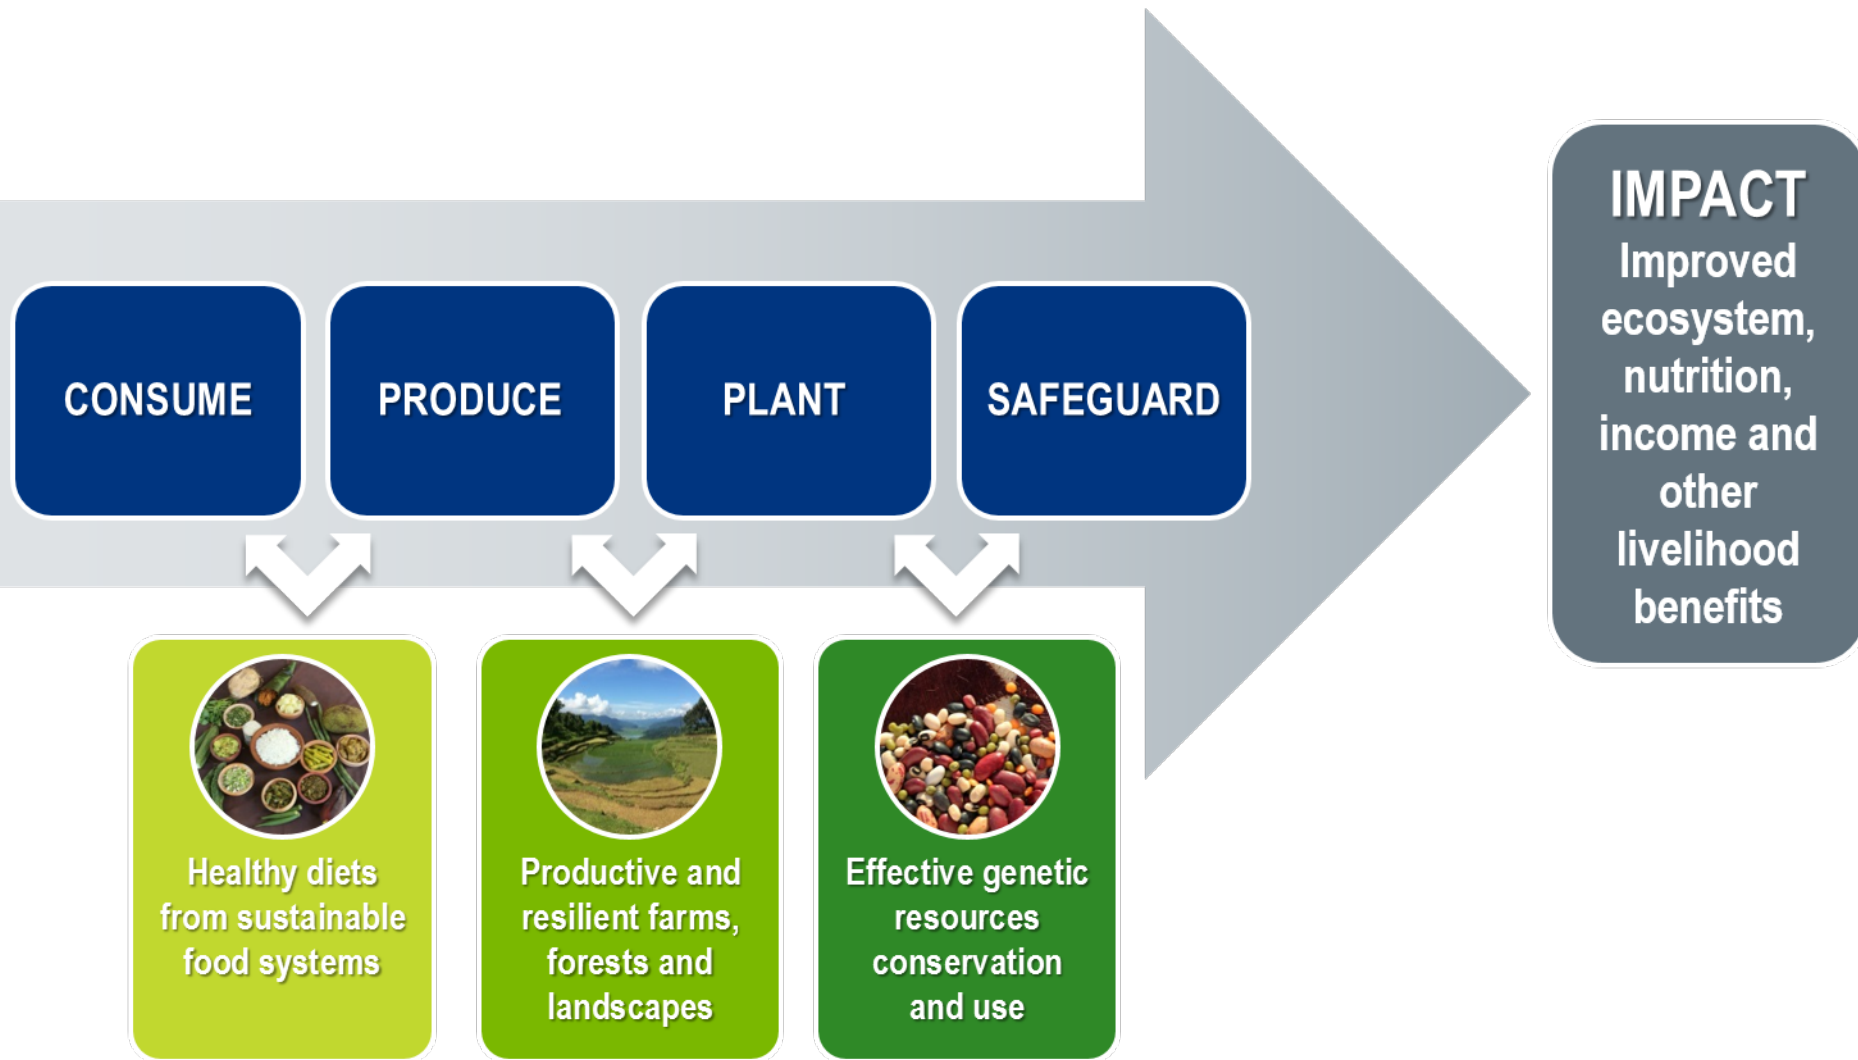 CONSUME
PRODUCE
PLANT
SAFEGUARD
IMPACT
Improved
ecosystem,
nutrition,
income and
other
livelihood
benefits
Healthy diets
from sustainable
food systems
Productive and
resilient farms,
forests and
landscapes
Effective genetic
resources
conservation
and use